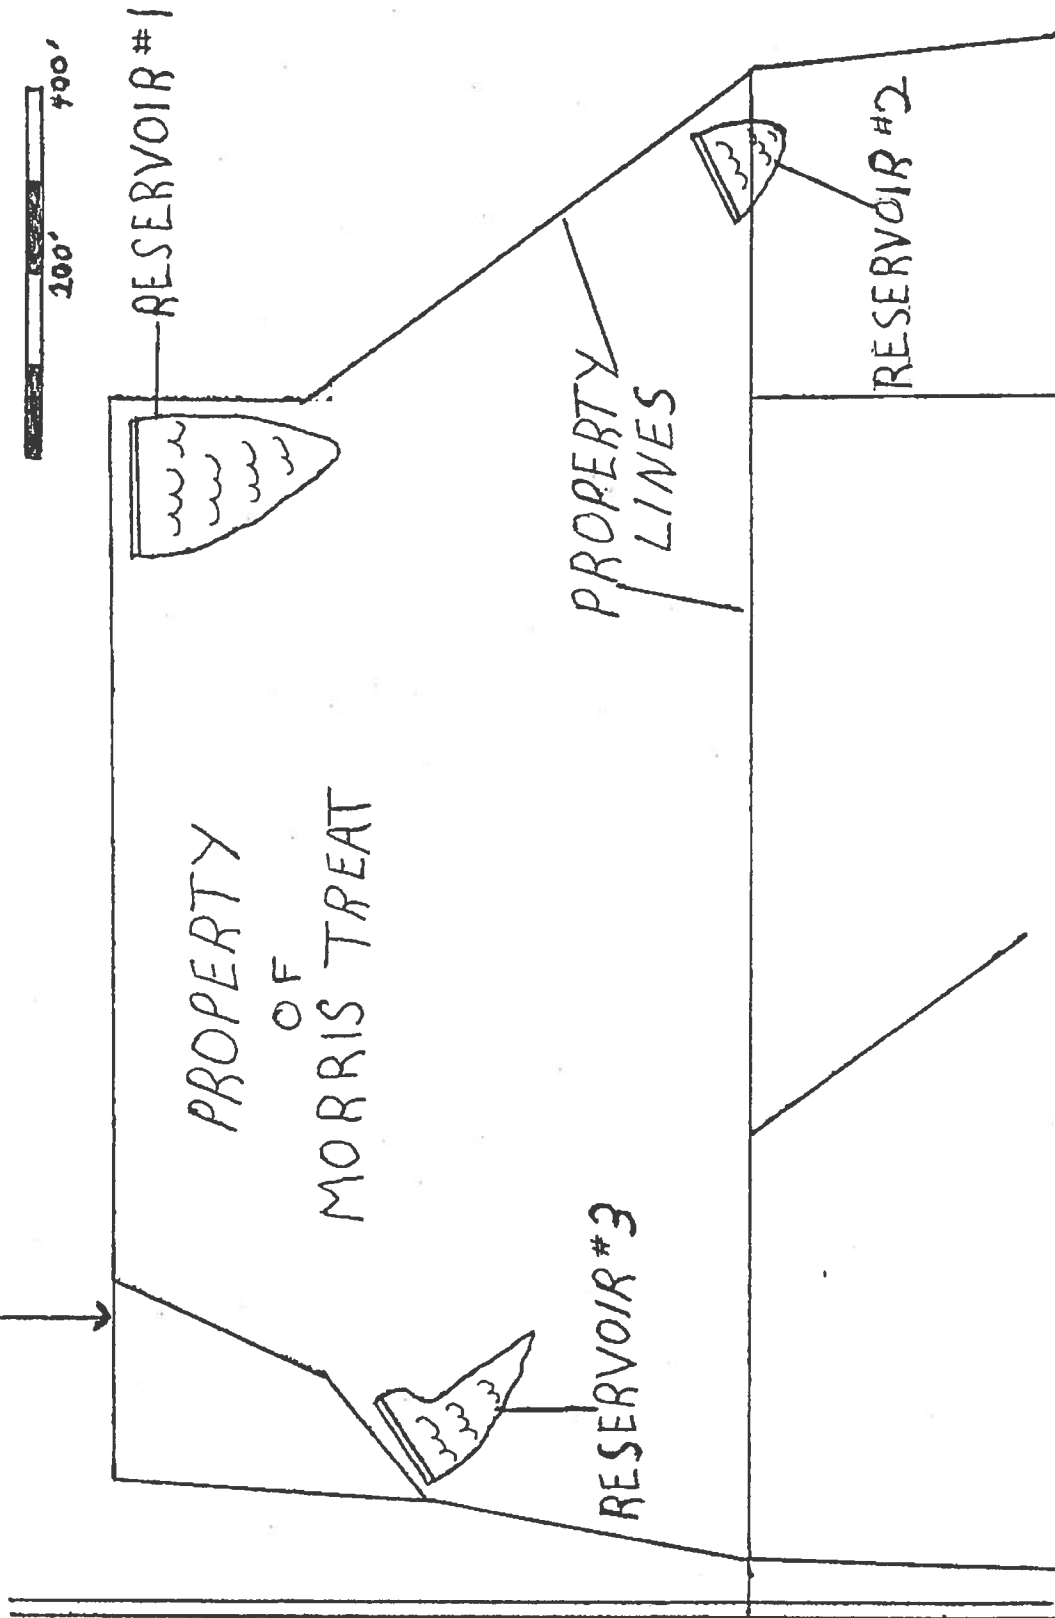 200' 400'
RESERVOIR #1
PROPERTY
OF
MORRIS TREAT
PROPERTY
LINES
RESERVOIR #2
RESERVOIR #3